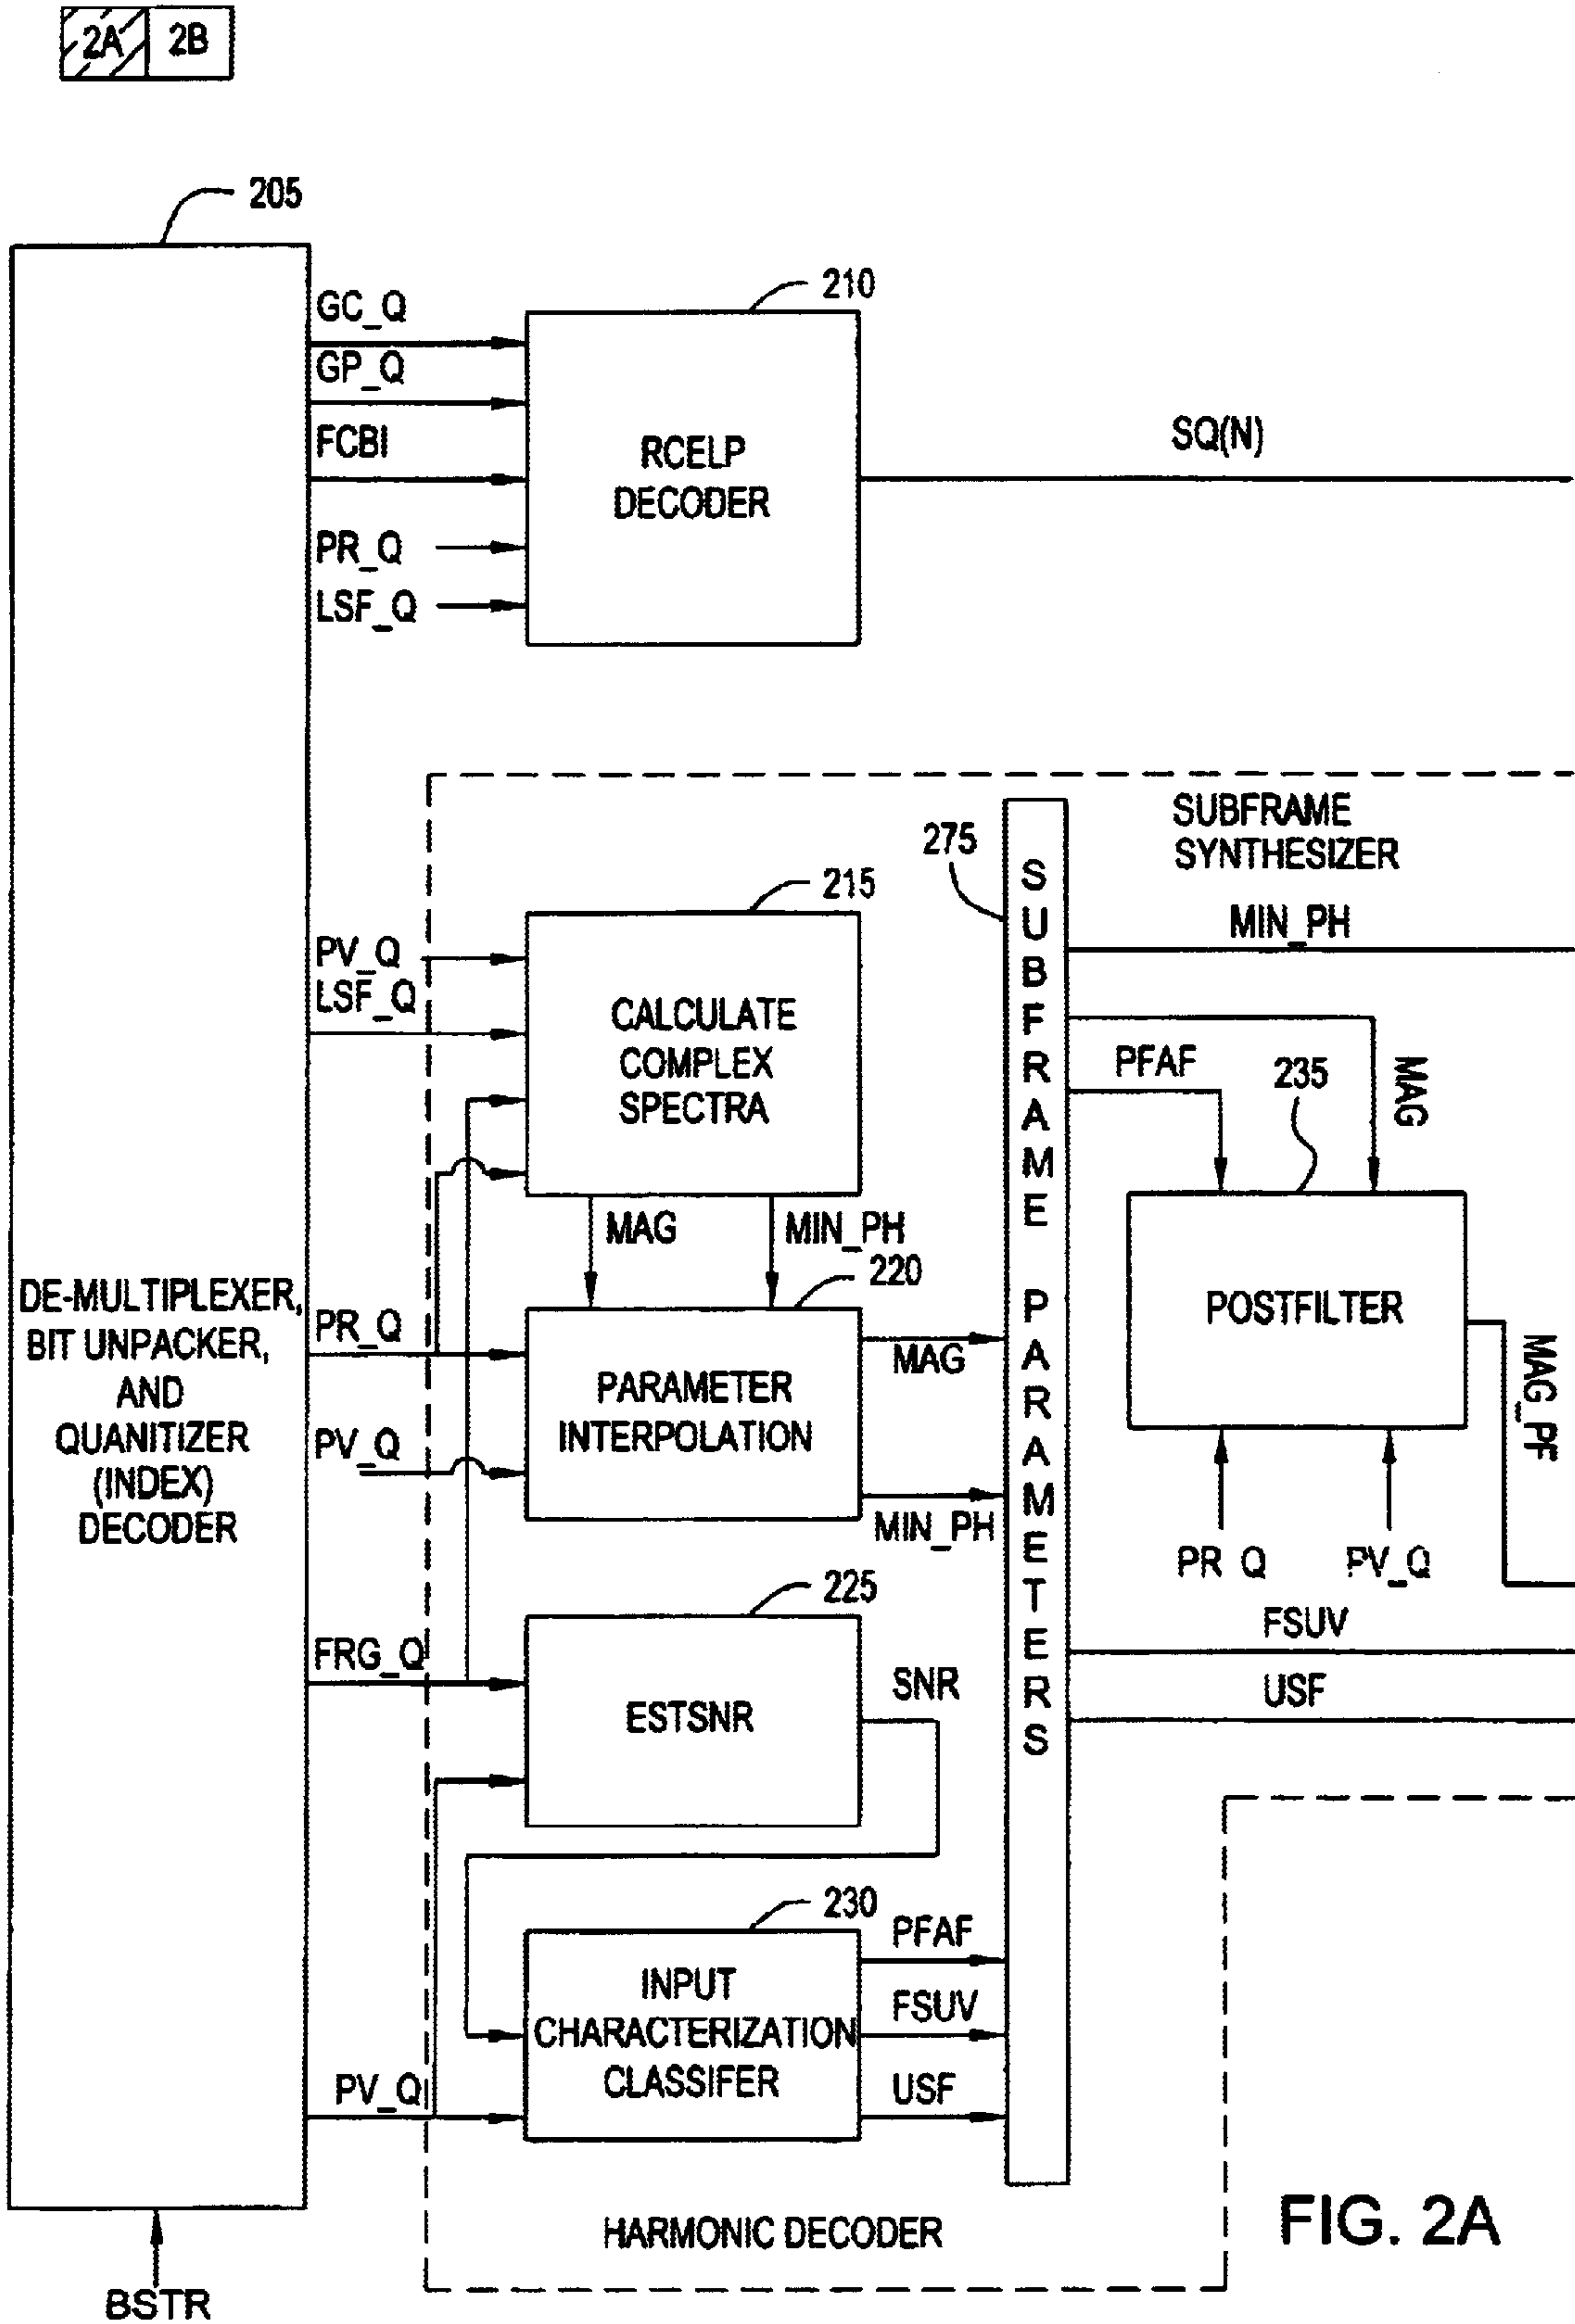 2A 2B
205
210
GC_Q
GP_Q
FCBI
PR_Q
LSF_Q
RCELP
DECODER
SQ(N)
SUBFRAME
SYNTHESIZER
275
215
PV_Q
LSF_Q
CALCULATE
COMPLEX
SPECTRA
SUBFRAME PARAMETERS
MIN_PH
PFAF
MAG
235
MAG
MIN_PH
220
DE-MULTIPLEXER,
BIT UNPACKER,
AND
QUANITIZER
(INDEX)
DECODER
PR_Q
PV_Q
PARAMETER
INTERPOLATION
MAG
MIN_PH
POSTFILTER
MAG_PF
PR Q
PV_Q
225
FRG_Q
ESTSNR
SNR
FSUV
USF
230
INPUT
CHARACTERIZATION
CLASSIFER
PFAF
FSUV
USF
PV_Q
HARMONIC DECODER
BSTR
FIG. 2A